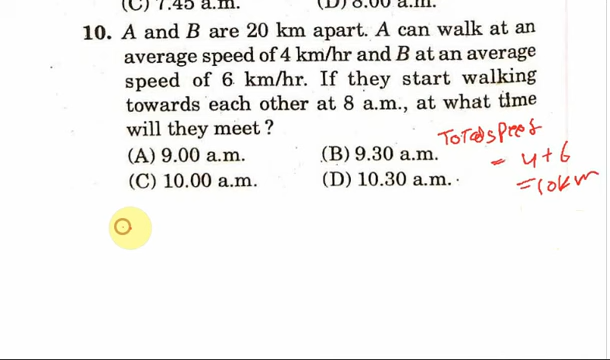 (C) 7.45 a.m. (D) 8.00 a.m.
10. A and B are 20 km apart. A can walk at an
average speed of 4 km/hr and B at an average
speed of 6 km/hr. If they start walking
towards each other at 8 a.m., at what time
will they meet?
(A) 9.00 a.m. (B) 9.30 a.m.
(C) 10.00 a.m. (D) 10.30 a.m.
Total speed
= 4+6
=10km